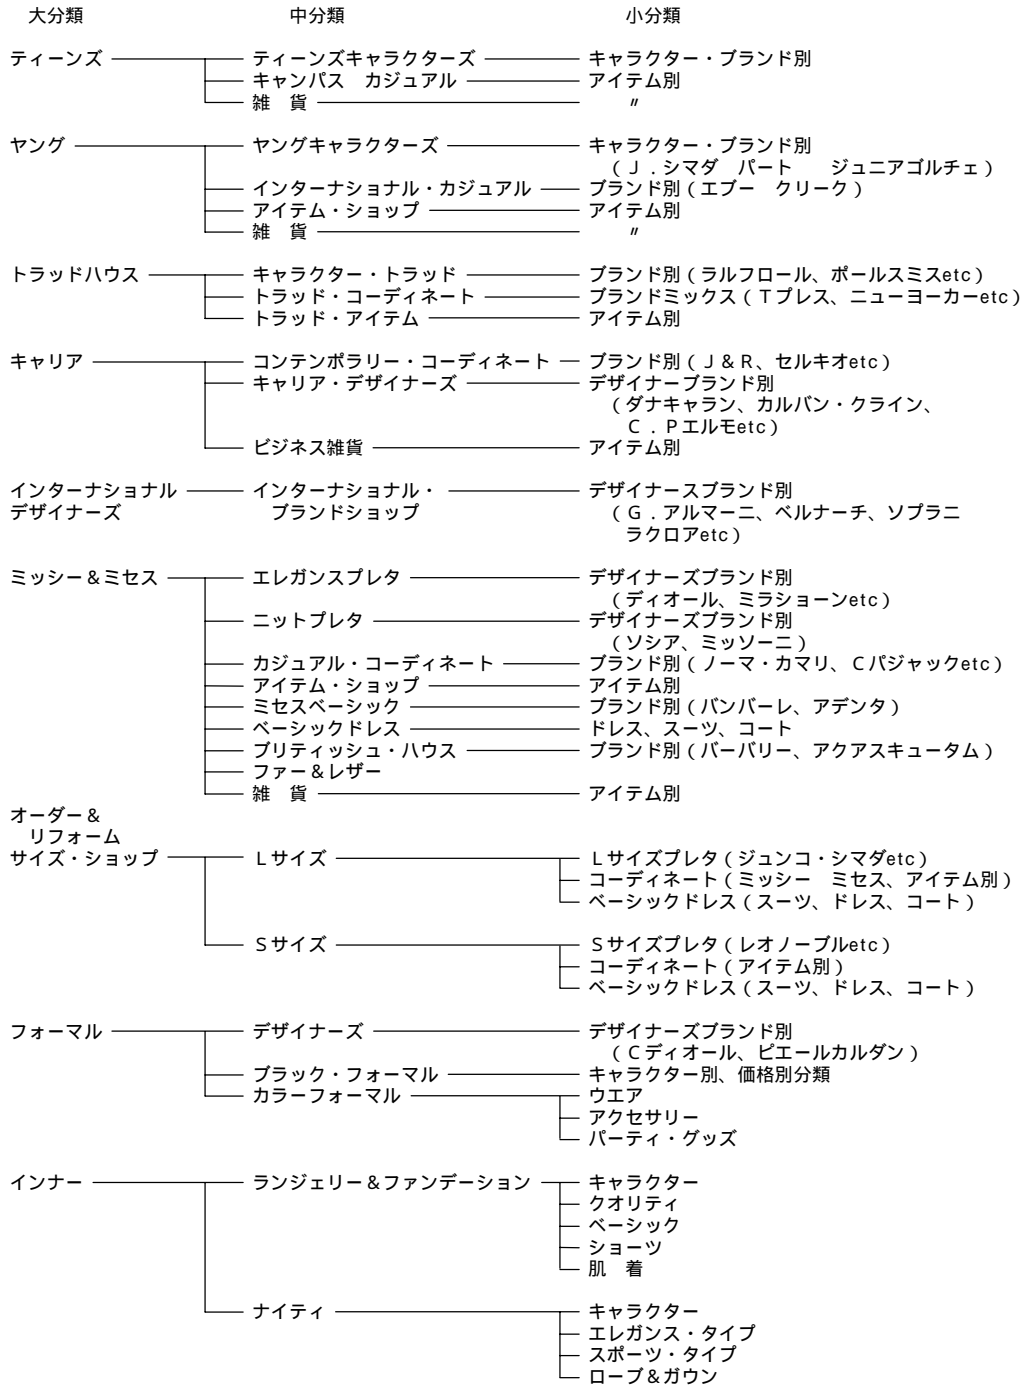 大分類　中分類　小分類
ティーンズ　ティーンズキャラクターズ　キャラクター・ブランド別
キャンパス　カジュアル　アイテム別
雑　貨　〃
ヤング　ヤングキャラクターズ　キャラクター・ブランド別
（Ｊ．シマダ　パート　　ジュニアゴルチェ）
インターナショナル・カジュアル　ブランド別（エブー　クリーク）
アイテム・ショップ　アイテム別
雑　貨　〃
トラッドハウス　キャラクター・トラッド　ブランド別（ラルフロール、ポールスミスetc）
トラッド・コーディネート　ブランドミックス（Ｔプレス、ニューヨーカーetc）
トラッド・アイテム　アイテム別
キャリア　コンテンポラリー・コーディネート　ブランド別（Ｊ＆Ｒ、セルキオetc）
キャリア・デザイナーズ　デザイナーブランド別
（ダナキャラン、カルバン・クライン、
Ｃ．Ｐエルモetc）
ビジネス雑貨　アイテム別
インターナショナル　インターナショナル・　デザイナースブランド別
デザイナーズ　ブランドショップ　（Ｇ．アルマーニ、ベルナーチ、ソプラニ
ラクロアetc）
ミッシー＆ミセス　エレガンスプレタ　デザイナーズブランド別
（ディオール、ミラショーンetc）
ニットプレタ　デザイナーズブランド別
（ソシア、ミッソーニ）
カジュアル・コーディネート　ブランド別（ノーマ・カマリ、Ｃパジャックetc）
アイテム・ショップ　アイテム別
ミセスベーシック　ブランド別（バンバーレ、アデンタ）
ベーシックドレス　ドレス、スーツ、コート
ブリティッシュ・ハウス　ブランド別（バーバリー、アクアスキュータム）
ファー＆レザー
雑　貨　アイテム別
オーダー＆
リフォーム
サイズ・ショップ　Ｌサイズ　Ｌサイズプレタ（ジュンコ・シマダetc）
コーディネート（ミッシー　ミセス、アイテム別）
ベーシックドレス（スーツ、ドレス、コート）
Ｓサイズ　Ｓサイズプレタ（レオノーブルetc）
コーディネート（アイテム別）
ベーシックドレス（スーツ、ドレス、コート）
フォーマル　デザイナーズ　デザイナーズブランド別
（Ｃディオール、ピエールカルダン）
ブラック・フォーマル　キャラクター別、価格別分類
カラーフォーマル　ウエア
アクセサリー
パーティ・グッズ
インナー　ランジェリー＆ファンデーション　キャラクター
クオリティ
ベーシック
ショーツ
肌　着
ナイティ　キャラクター
エレガンス・タイプ
スポーツ・タイプ
ローブ＆ガウン